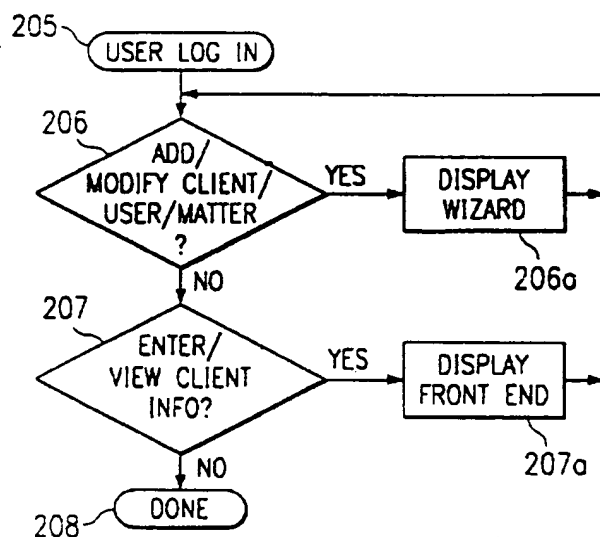 205
USER LOG IN
206
ADD/
MODIFY CLIENT/
USER/MATTER
?
YES
DISPLAY
WIZARD
206a
NO
207
ENTER/
VIEW CLIENT
INFO?
YES
DISPLAY
FRONT END
207a
NO
DONE
208